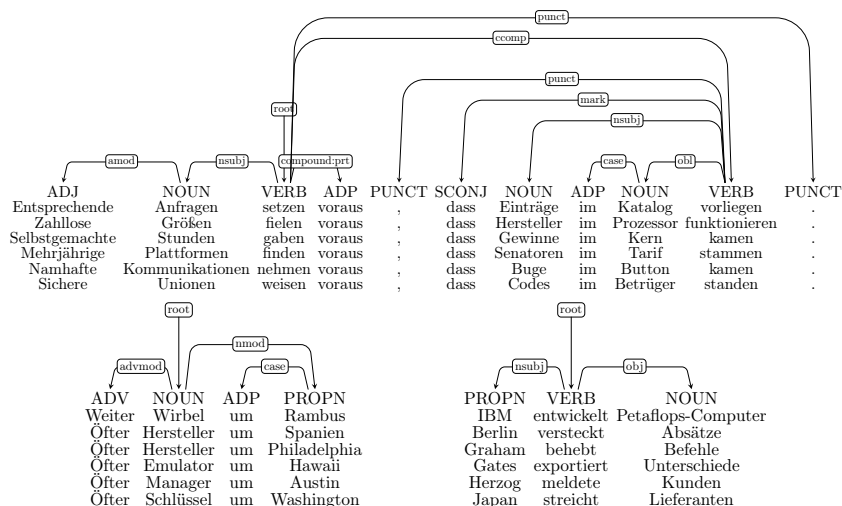 punct
ccomp
punct
root mark
nsubj
amod nsubj compound:prt case obl
ADJ NOUN VERB ADP PUNCT SCONJ NOUN ADP NOUN VERB PUNCT
Entsprechende Anfragen setzen voraus , dass Einträge im Katalog vorliegen .
Zahllose Größen fielen voraus , dass Hersteller im Prozessor funktionieren .
Selbstgemachte Stunden gaben voraus , dass Gewinne im Kern kamen .
Mehrjährige Plattformen finden voraus , dass Senatoren im Tarif stammen .
Namhafte Kommunikationen nehmen voraus , dass Buge im Button kamen .
Sichere Unionen weisen voraus , dass Codes im Betrüger standen .
root root
nmod
advmod case nsubj obj
ADV NOUN ADP PROPN PROPN VERB NOUN
Weiter Wirbel um Rambus IBM entwickelt Petaflops-Computer
Öfter Hersteller um Spanien Berlin versteckt Absätze
Öfter Hersteller um Philadelphia Graham behebt Befehle
Öfter Emulator um Hawaii Gates exportiert Unterschiede
Öfter Manager um Austin Herzog meldete Kunden
Öfter Schlüssel um Washington Japan streicht Lieferanten